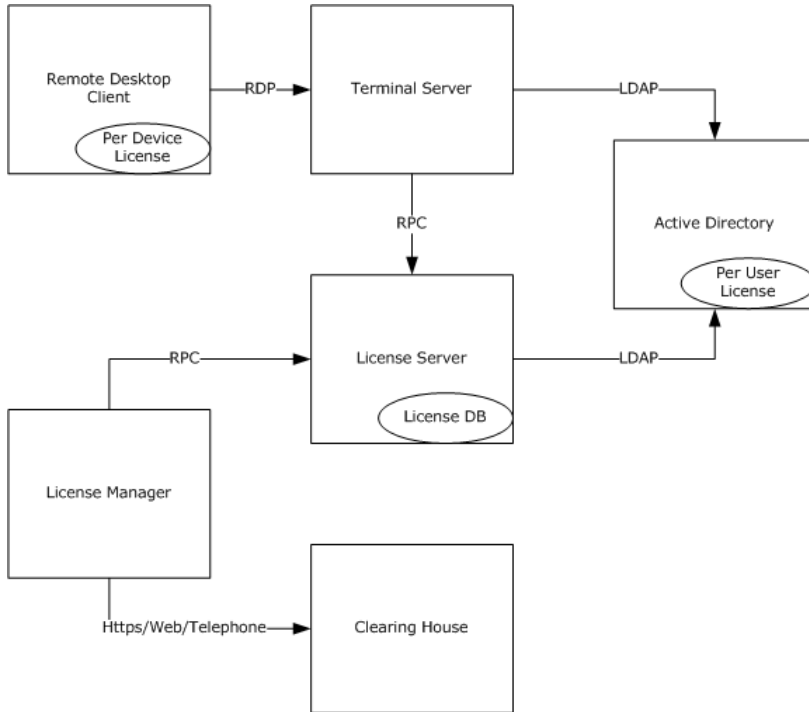 Remote Desktop
Client
Per Device
License
RDP
Terminal Server
LDAP
RPC
Active Directory
Per User
License
RPC
License Server
LDAP
License DB
License Manager
Https/Web/Telephone
Clearing House